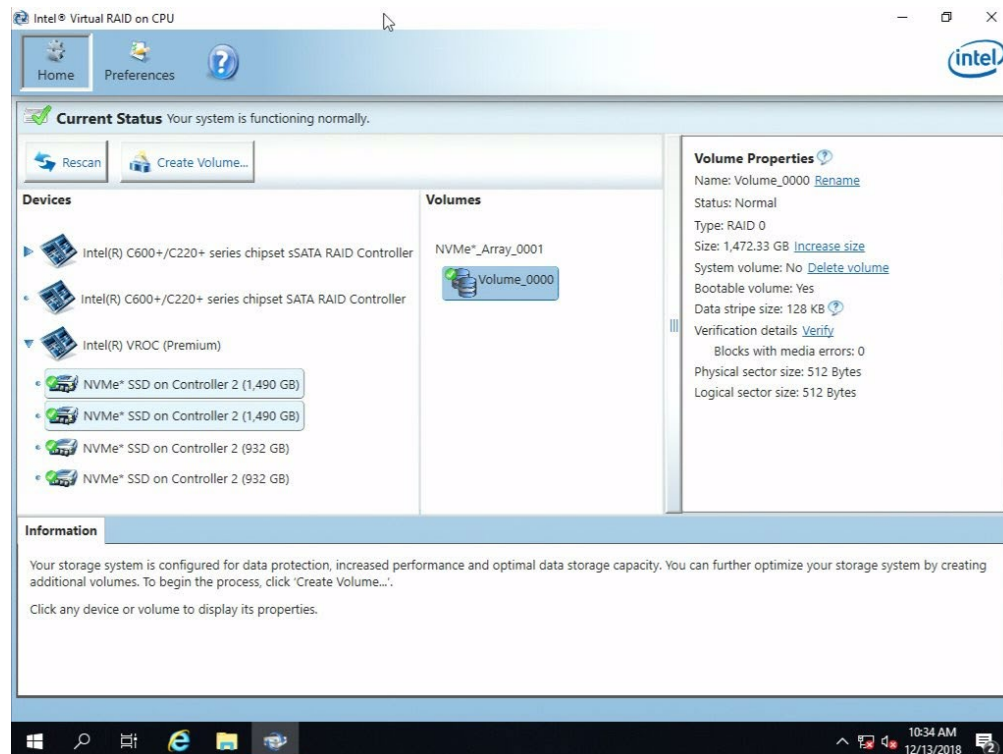 Intel® Virtual RAID on CPU
Home
Preferences
?
intel
Current Status Your system is functioning normally.
Rescan
Create Volume...
Devices
Intel(R) C600+/C220+ series chipset sSATA RAID Controller
Intel(R) C600+/C220+ series chipset SATA RAID Controller
Intel(R) VROC (Premium)
NVMe* SSD on Controller 2 (1,490 GB)
NVMe* SSD on Controller 2 (1,490 GB)
NVMe* SSD on Controller 2 (932 GB)
NVMe* SSD on Controller 2 (932 GB)
Volumes
NVMe*_Array_0001
Volume_0000
Volume Properties ?
Name: Volume_0000 Rename
Status: Normal
Type: RAID 0
Size: 1,472.33 GB Increase size
System volume: No Delete volume
Bootable volume: Yes
Data stripe size: 128 KB ?
Verification details Verify
Blocks with media errors: 0
Physical sector size: 512 Bytes
Logical sector size: 512 Bytes
Information
Your storage system is configured for data protection, increased performance and optimal data storage capacity. You can further optimize your storage system by creating
additional volumes. To begin the process, click 'Create Volume...'.
Click any device or volume to display its properties.
10:34 AM
12/13/2018
2